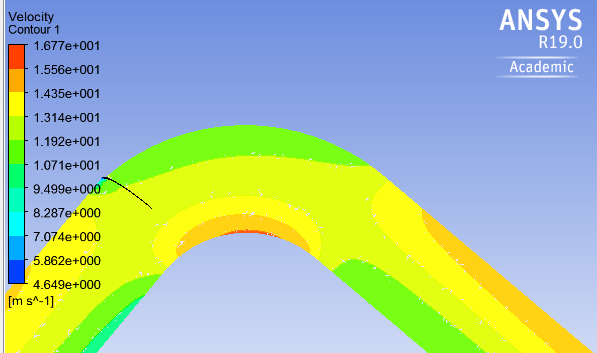 Velocity
Contour 1
1.677e+001
1.556e+001
1.435e+001
1.314e+001
1.192e+001
1.071e+001
9.499e+000
8.287e+000
7.074e+000
5.862e+000
4.649e+000
[m s^-1]
ANSYS
R19.0
Academic